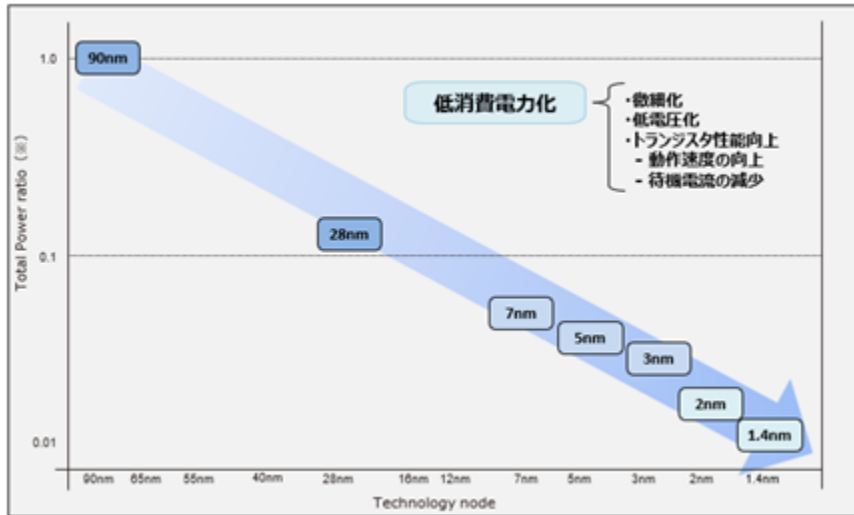 1.0
90nm
低消費電力化
・微細化
・低電圧化
・トランジスタ性能向上
- 動作速度の向上
- 待機電流の減少
Total Power ratio (※)
28nm
0.1
7nm
5nm
3nm
2nm
1.4nm
0.01
90nm 65nm 55nm 40nm 28nm 16nm 12nm 7nm 5nm 3nm 2nm 1.4nm
Technology node